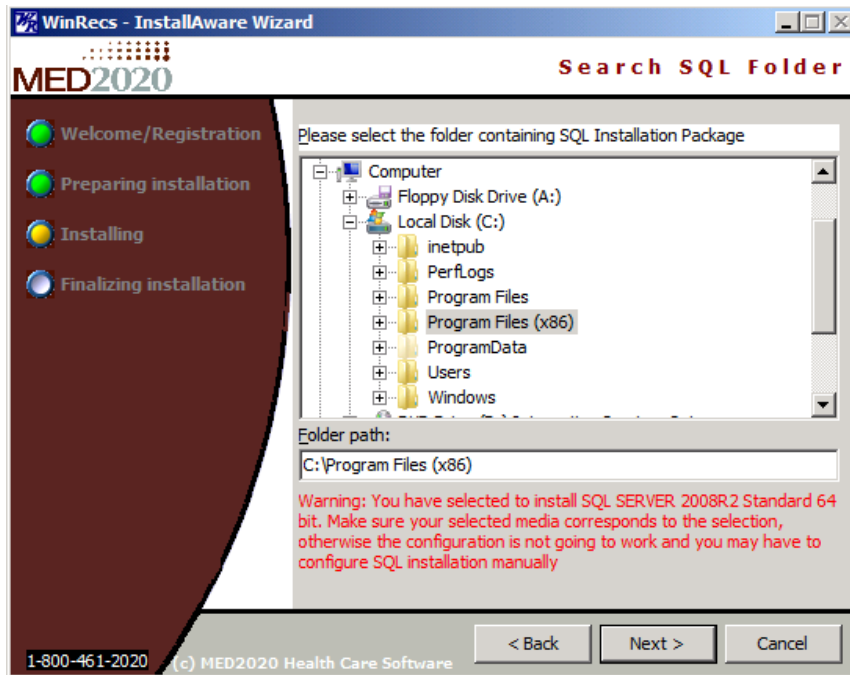 WinRecs - InstallAware Wizard
MED2020
Search SQL Folder
Welcome/Registration
Preparing installation
Installing
Finalizing installation
Please select the folder containing SQL Installation Package
Computer
Floppy Disk Drive (A:)
Local Disk (C:)
inetpub
PerfLogs
Program Files
Program Files (x86)
ProgramData
Users
Windows
Folder path:
C:\Program Files (x86)
Warning: You have selected to install SQL SERVER 2008R2 Standard 64
bit. Make sure your selected media corresponds to the selection,
otherwise the configuration is not going to work and you may have to
configure SQL installation manually
< Back
Next >
Cancel
1-800-461-2020
(c) MED2020 Health Care Software